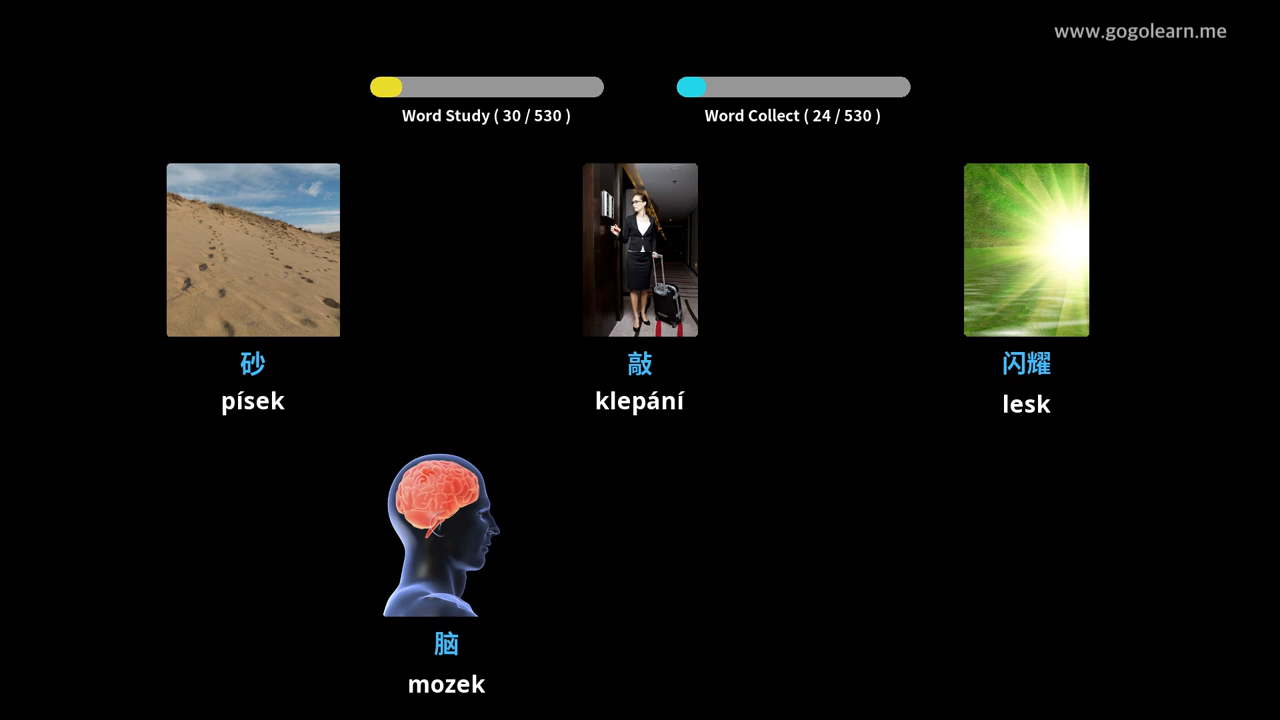 www.gogolearn.me
Word Study ( 30 / 530 )
Word Collect ( 24 / 530 )
砂
敲
闪耀
písek
klepání
lesk
脑
mozek